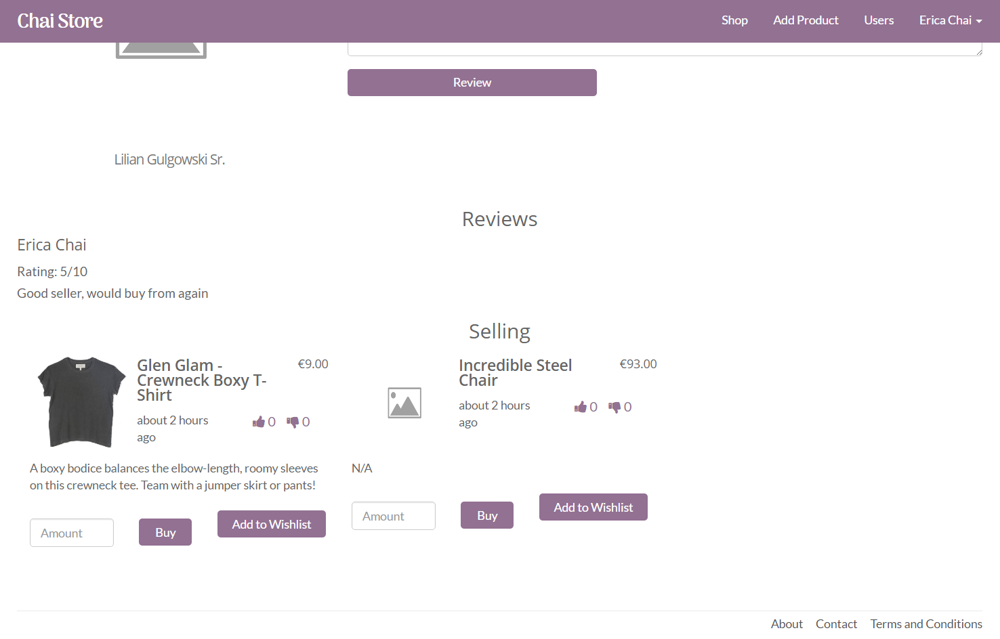 Chai Store
Shop
Add Product
Users
Erica Chai
Review
Lilian Gulgowski Sr.
Reviews
Erica Chai
Rating: 5/10
Good seller, would buy from again
Selling
Glen Glam -
Crewneck Boxy T-
Shirt
€9.00
about 2 hours
ago
0
0
A boxy bodice balances the elbow-length, roomy sleeves
on this crewneck tee. Team with a jumper skirt or pants!
Amount
Buy
Add to Wishlist
Incredible Steel
Chair
€93.00
about 2 hours
ago
0
0
N/A
Amount
Buy
Add to Wishlist
About
Contact
Terms and Conditions